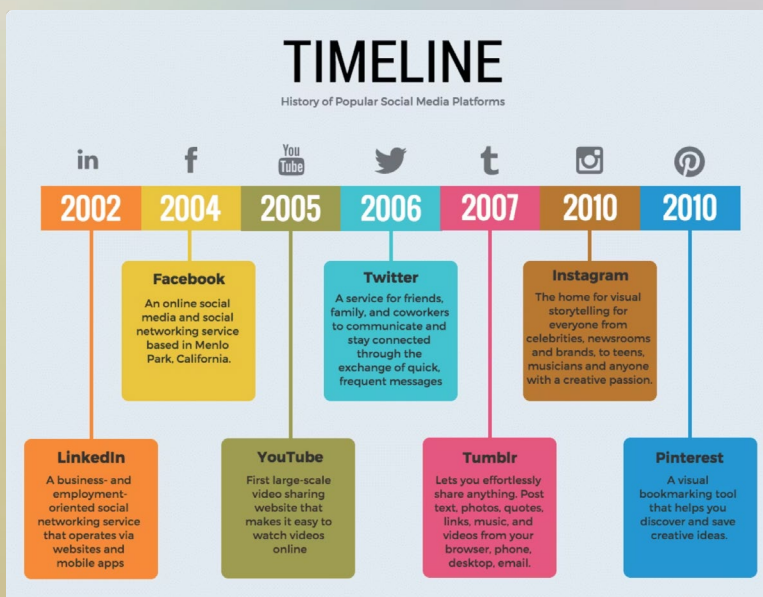 TIMELINE
History of Popular Social Media Platforms
in
f
You
Tube
t
2002
2004
2005
2006
2007
2010
2010
Facebook
An online social
media and social
networking service
based in Menlo
Park, California.
Twitter
A service for friends,
family, and coworkers
to communicate and
stay connected
through the
exchange of quick,
frequent messages
Instagram
The home for visual
storytelling for
everyone from
celebrities, newsrooms
and brands, to teens,
musicians and anyone
with a creative passion.
LinkedIn
A business- and
employment-
oriented social
networking service
that operates via
websites and
mobile apps
YouTube
First large-scale
video sharing
website that
makes it easy to
watch videos
online
Tumblr
Lets you effortlessly
share anything. Post
text, photos, quotes,
links, music, and
videos from your
browser, phone,
desktop, email.
Pinterest
A visual
bookmarking tool
that helps you
discover and save
creative ideas.